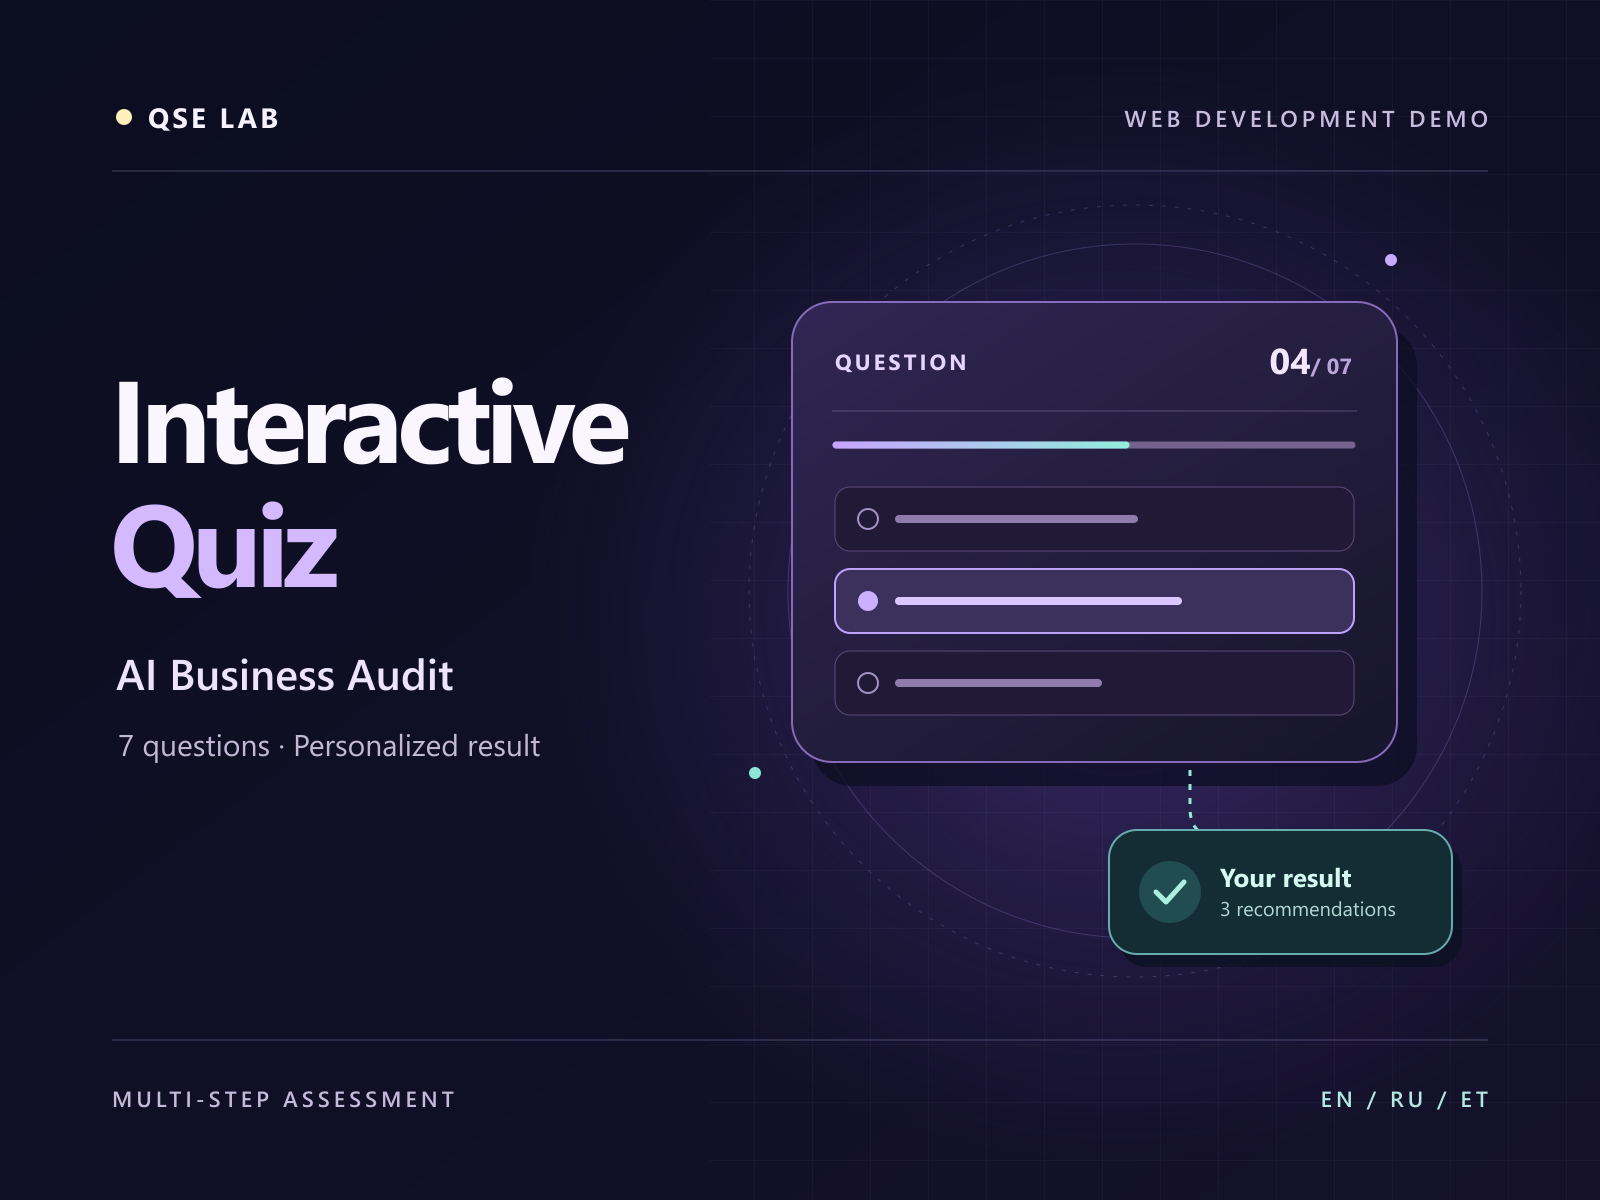 QSE LAB
WEB DEVELOPMENT DEMO
Interactive
Quiz
AI Business Audit
7 questions · Personalized result
QUESTION
04/ 07
Your result
3 recommendations
MULTI-STEP ASSESSMENT
EN / RU / ET